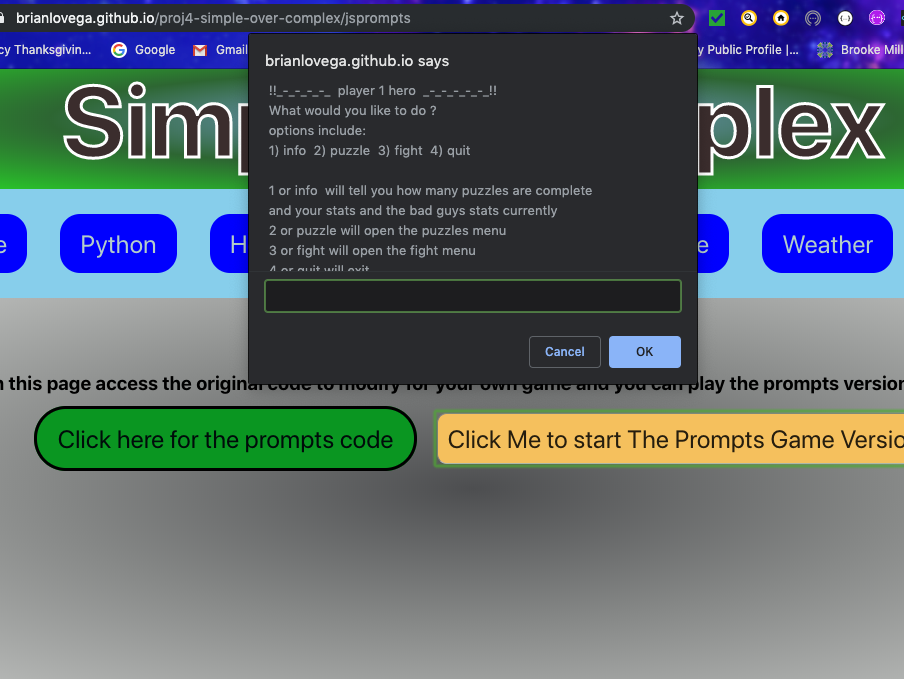 brianlovega.github.io/proj4-simple-over-complex/jsprompts
cy Thanksgivin... Google Gmail y Public Profile |... Brooke Mill
brianlovega.github.io says
!!_-_-_-_-_ player 1 hero _-_-_-_-_-_!!
What would you like to do ?
options include:
1) info 2) puzzle 3) fight 4) quit
1 or info will tell you how many puzzles are complete
and your stats and the bad guys stats currently
2 or puzzle will open the puzzles menu
3 or fight will open the fight menu
4 or quit will exit
Cancel OK
Sim plex
e Python H e Weather
n this page access the original code to modify for your own game and you can play the prompts version
Click here for the prompts code
Click Me to start The Prompts Game Versio